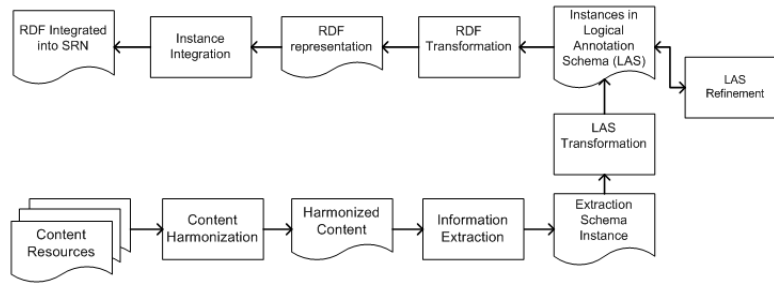 RDF Integrated
into SRN
Instance
Integration
RDF
representation
RDF
Transformation
Instances in
Logical
Annotation
Schema (LAS)
LAS
Refinement
LAS
Transformation
Content
Resources
Content
Harmonization
Harmonized
Content
Information
Extraction
Extraction
Schema
Instance